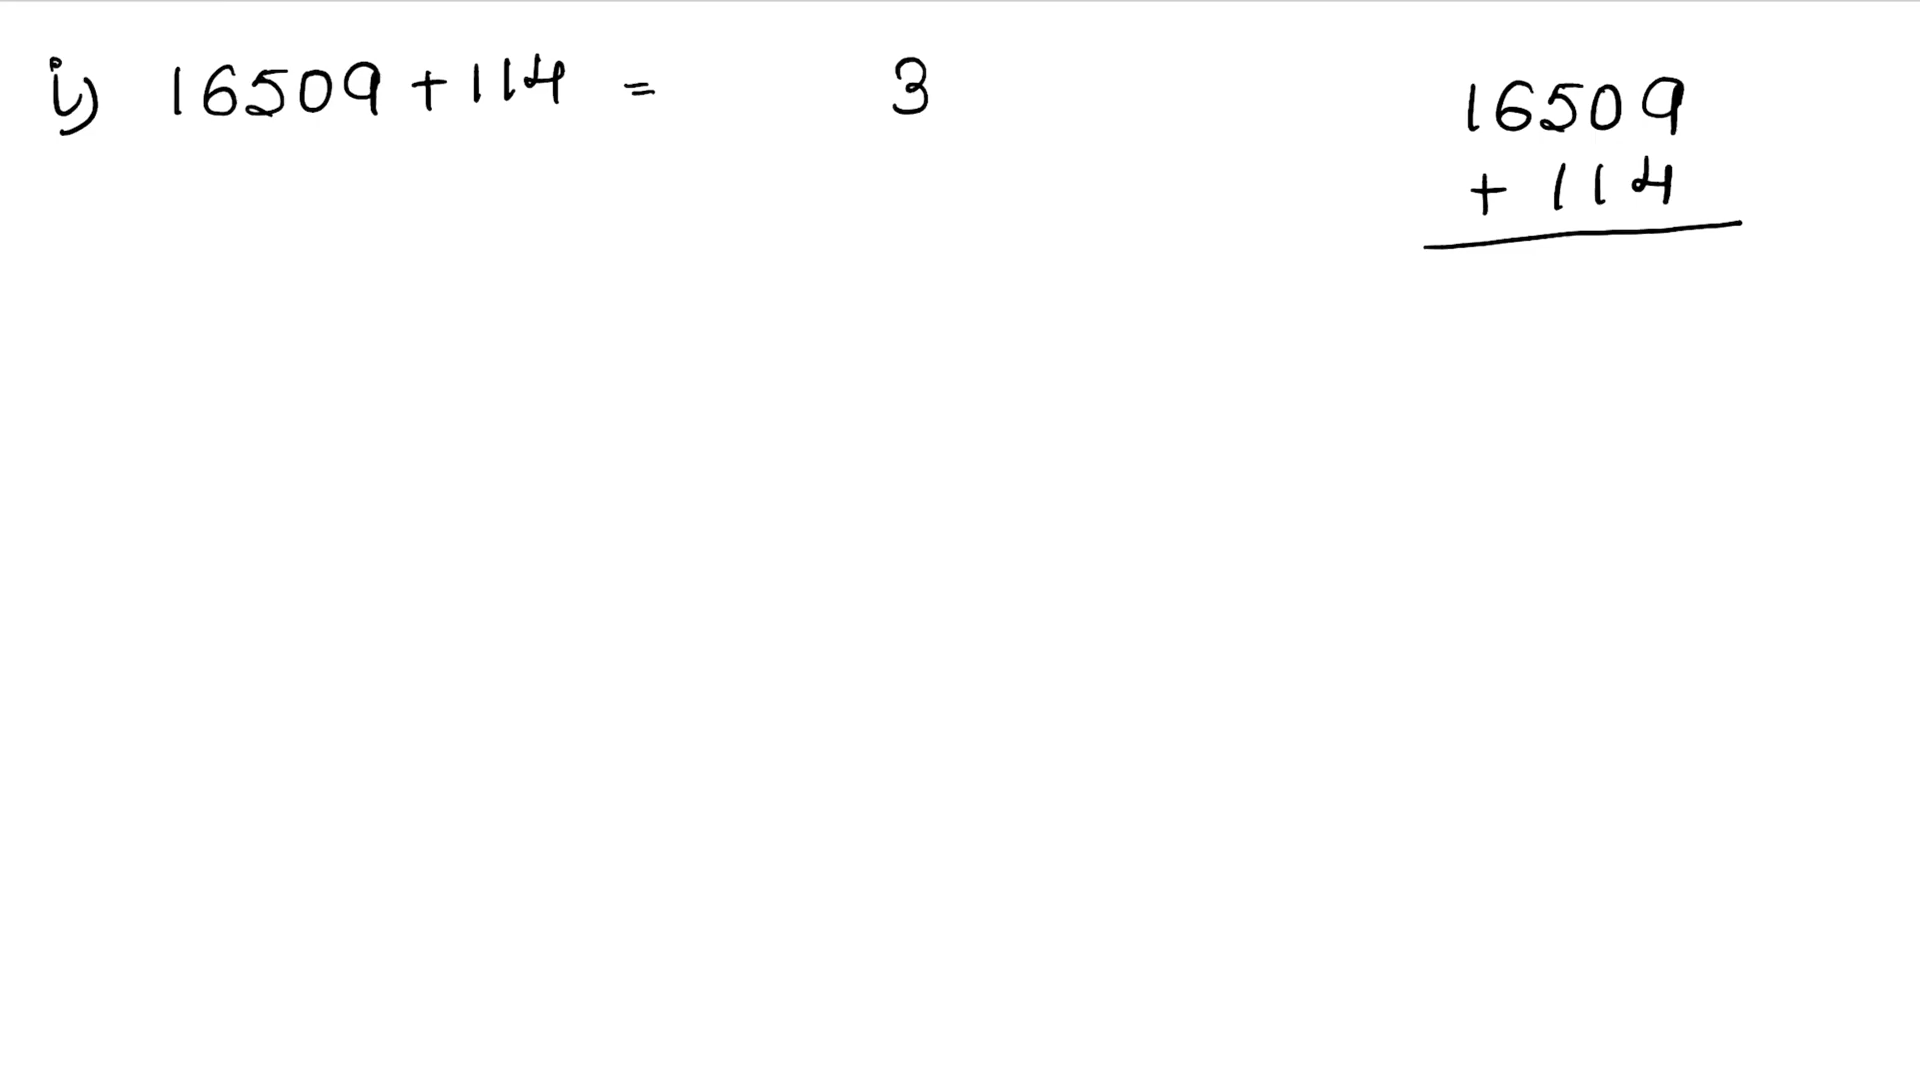 i) 16509 + 114 = 3
16509
+ 114